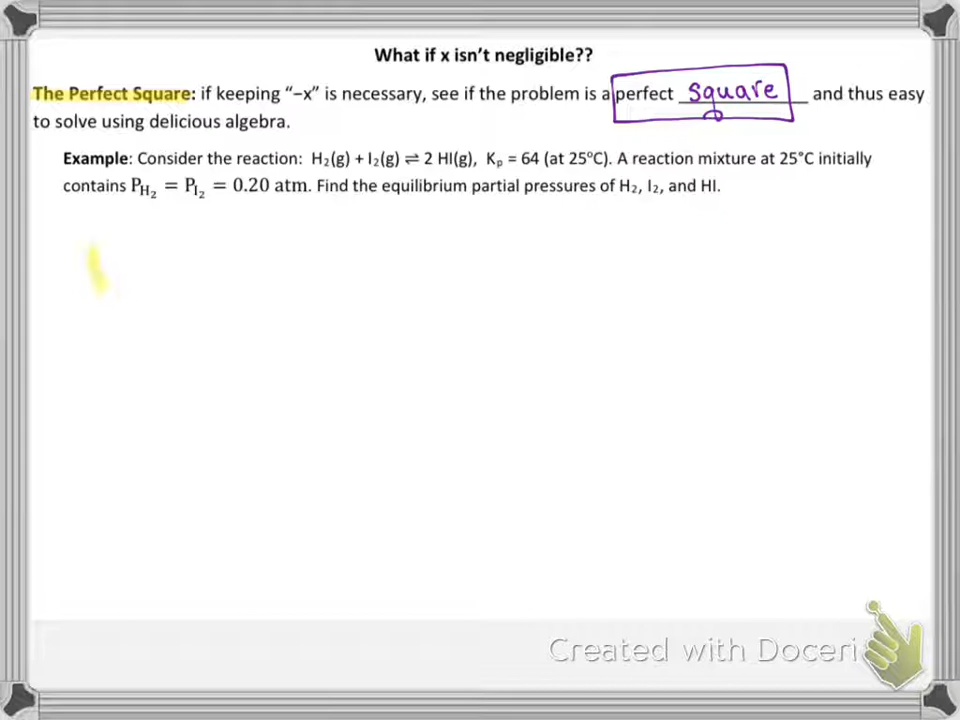 What if x isn't negligible??
The Perfect Square: if keeping "−x" is necessary, see if the problem is a perfect square and thus easy
to solve using delicious algebra.
Example: Consider the reaction: H₂(g) + I₂(g) ⇌ 2 HI(g), Kₚ = 64 (at 25°C). A reaction mixture at 25°C initially
contains P_H₂ = P_I₂ = 0.20 atm. Find the equilibrium partial pressures of H₂, I₂, and HI.
Created with Doceri